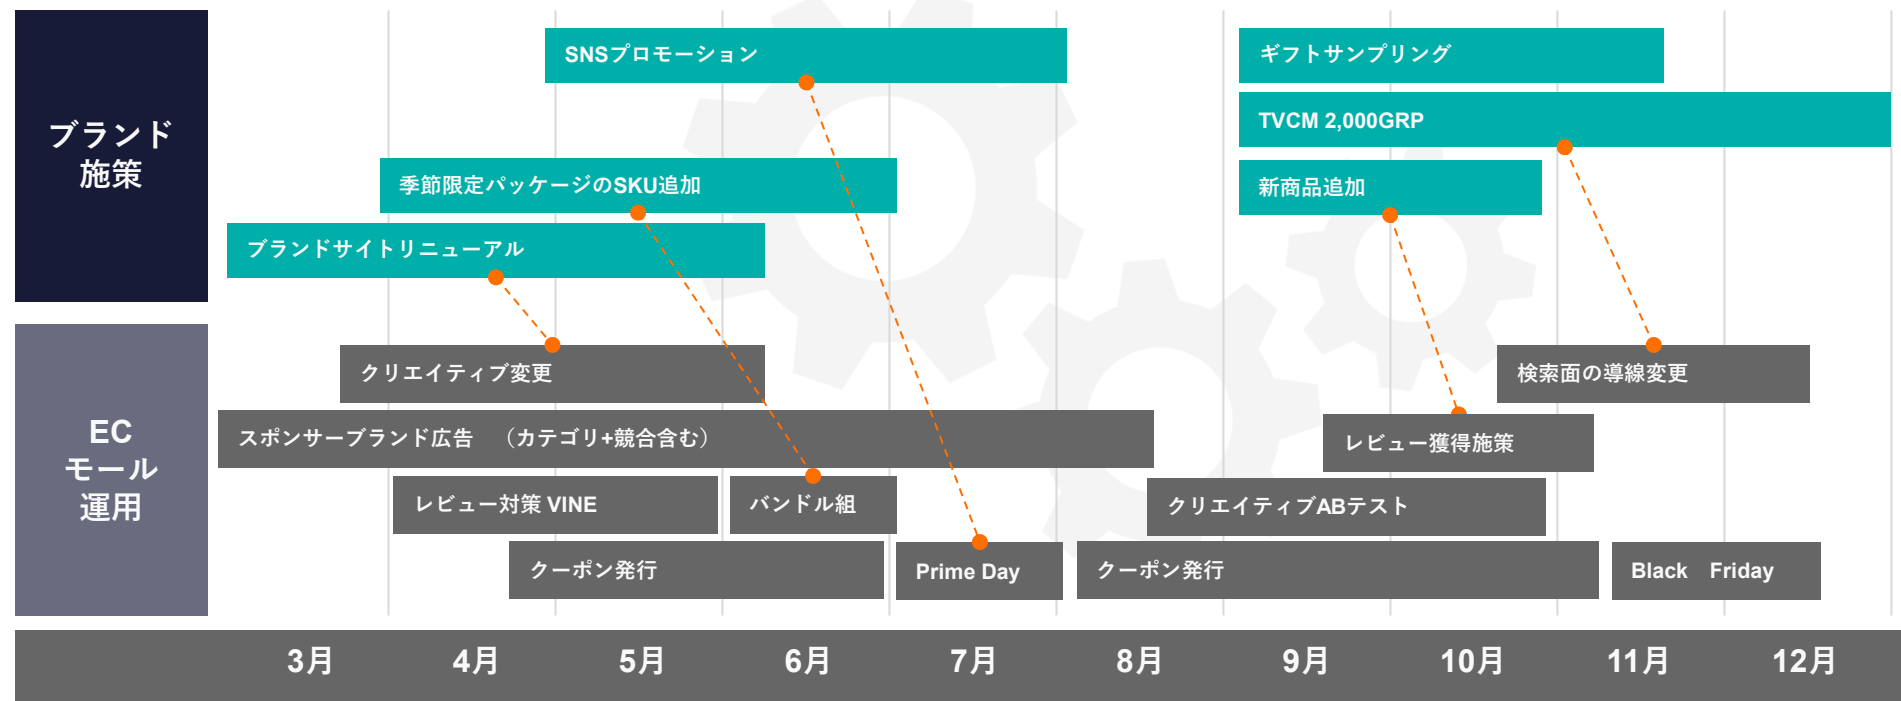 ブランド
施策
SNSプロモーション
ギフトサンプリング
TVCM 2,000GRP
季節限定パッケージのSKU追加
新商品追加
ブランドサイトリニューアル
EC
モール
運用
クリエイティブ変更
検索面の導線変更
スポンサーブランド広告　（カテゴリ+競合含む）
レビュー獲得施策
レビュー対策 VINE
バンドル組
クリエイティブABテスト
クーポン発行
Prime Day
クーポン発行
Black　Friday
3月 4月 5月 6月 7月 8月 9月 10月 11月 12月